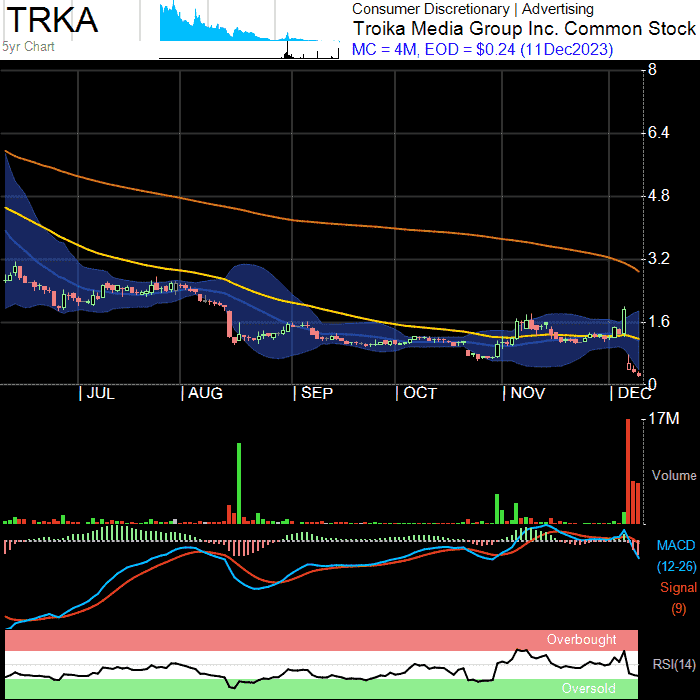 TRKA
5yr Chart
Consumer Discretionary | Advertising
Troika Media Group Inc. Common Stock
MC = 4M, EOD = $0.24 (11Dec2023)
8
6.4
4.8
3.2
1.6
0
| JUL | AUG | SEP | OCT | NOV | DEC
17M
Volume
MACD
(12-26)
Signal
(9)
Overbought
RSI(14)
Oversold